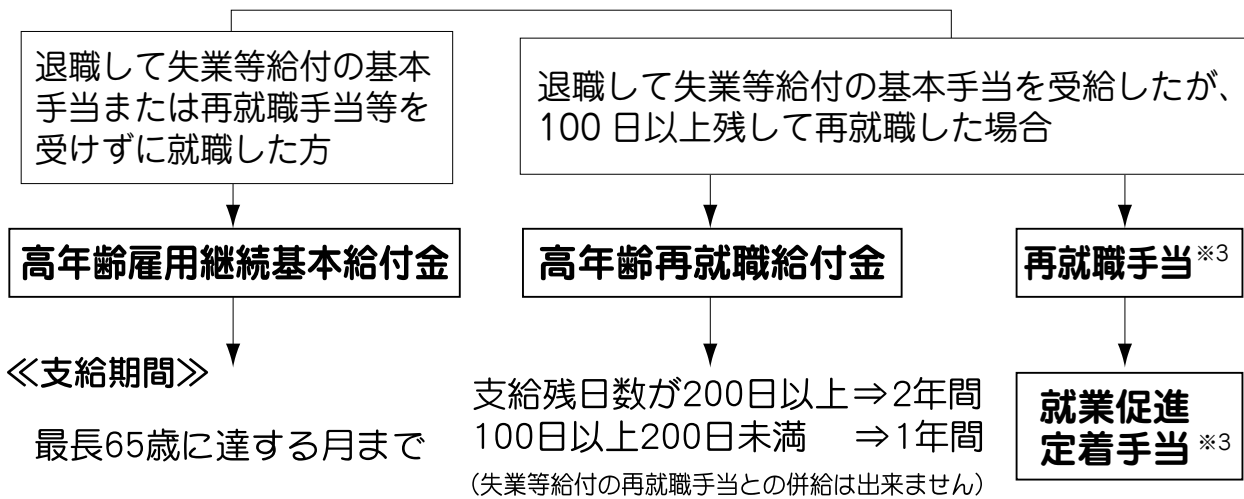 退職して失業等給付の基本
手当または再就職手当等を
受けずに就職した方
退職して失業等給付の基本手当を受給したが、
100 日以上残して再就職した場合
高年齢雇用継続基本給付金
高年齢再就職給付金
再就職手当※3
≪支給期間≫
最長65歳に達する月まで
支給残日数が200日以上⇒2年間
100日以上200日未満　⇒1年間
(失業等給付の再就職手当との併給は出来ません)
就業促進
定着手当※3